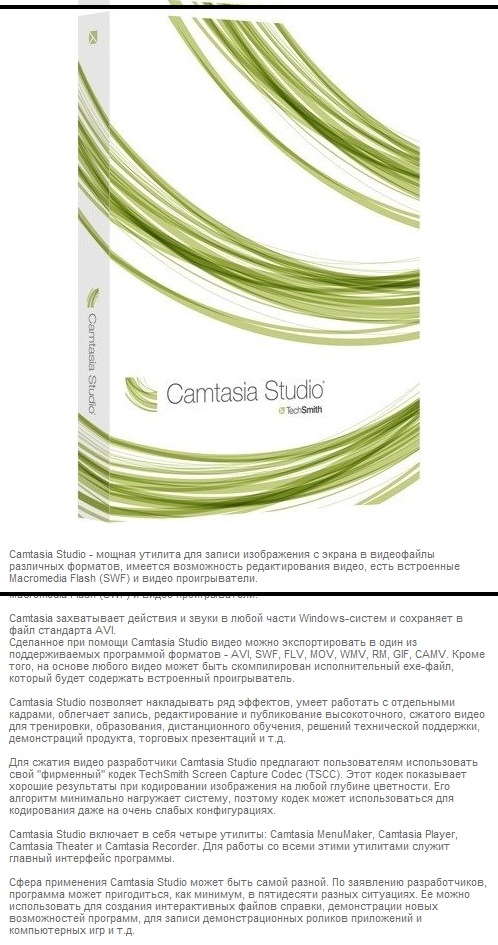 Camtasia Studio
Camtasia Studio®
TechSmith
Camtasia Studio - мощная утилита для записи изображения с экрана в видеофайлы
различных форматов, имеется возможность редактирования видео, есть встроенные
Macromedia Flash (SWF) и видео проигрыватели.
Macromedia Flash (SWF) и видео проигрыватели.
Camtasia захватывает действия и звуки в любой части Windows-систем и сохраняет в
файл стандарта AVI.
Сделанное при помощи Camtasia Studio видео можно экспортировать в один из
поддерживаемых программой форматов - AVI, SWF, FLV, MOV, WMV, RM, GIF, CAMV. Кроме
того, на основе любого видео может быть скомпилирован исполнительный exe-файл,
который будет содержать встроенный проигрыватель.
Camtasia Studio позволяет накладывать ряд эффектов, умеет работать с отдельными
кадрами, облегчает запись, редактирование и публикование высокоточного, сжатого видео
для тренировки, образования, дистанционного обучения, решений технической поддержки,
демонстраций продукта, торговых презентаций и т.д.
Для сжатия видео разработчики Camtasia Studio предлагают пользователям использовать
свой "фирменный" кодек TechSmith Screen Capture Codec (TSCC). Этот кодек показывает
хорошие результаты при кодировании изображения на любой глубине цветности. Его
алгоритм минимально нагружает систему, поэтому кодек может использоваться для
кодирования даже на очень слабых конфигурациях.
Camtasia Studio включает в себя четыре утилиты: Camtasia MenuMaker, Camtasia Player,
Camtasia Theater и Camtasia Recorder. Для работы со всеми этими утилитами служит
главный интерфейс программы.
Сфера применения Camtasia Studio может быть самой разной. По заявлению разработчиков,
программа может пригодиться, как минимум, в пятидесяти разных ситуациях. Ее можно
использовать для создания интерактивных файлов справки, демонстрации новых
возможностей программ, для записи демонстрационных роликов приложений и
компьютерных игр и т.д.